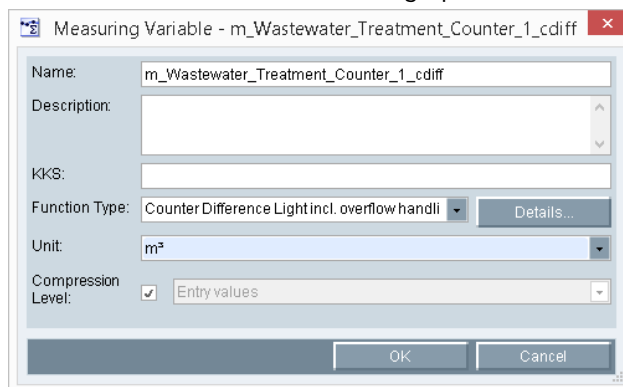 Measuring Variable - m_Wastewater_Treatment_Counter_1_cdiff
Name: m_Wastewater_Treatment_Counter_1_cdiff
Description:
KKS:
Function Type: Counter Difference Light incl. overflow handli Details...
Unit: m³
Compression Level: Entry values
OK Cancel